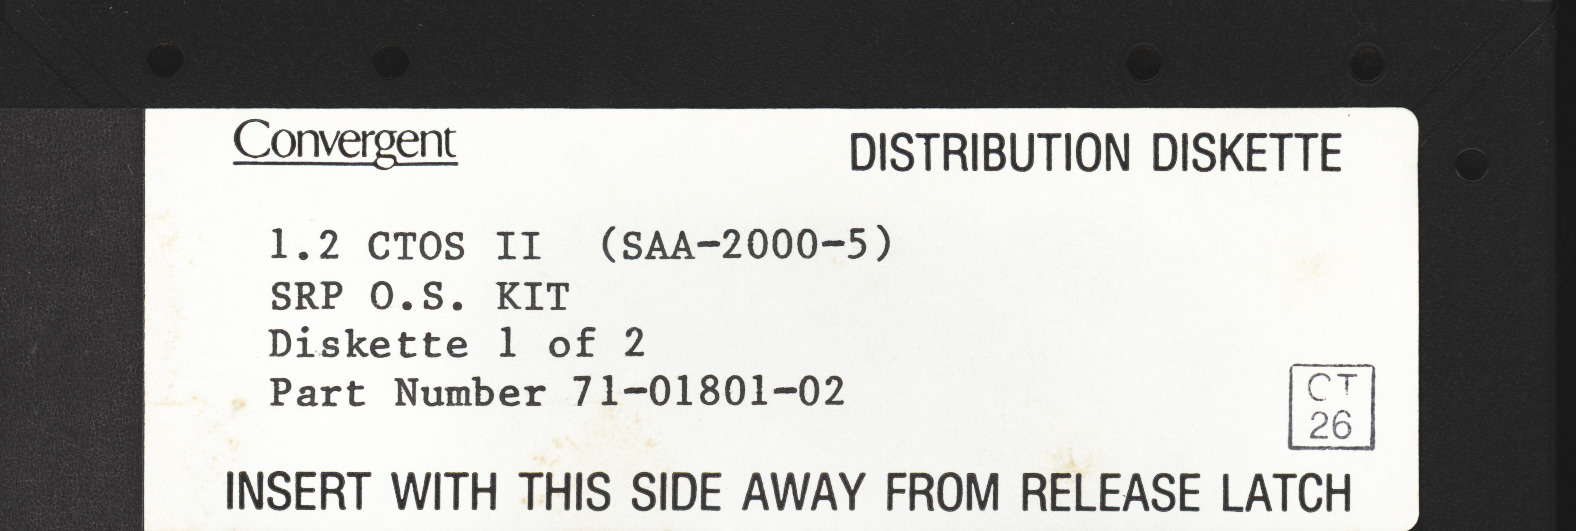 Convergent DISTRIBUTION DISKETTE
1.2 CTOS II (SAA-2000-5)
SRP O.S. KIT
Diskette 1 of 2
Part Number 71-01801-02
CT
26
INSERT WITH THIS SIDE AWAY FROM RELEASE LATCH